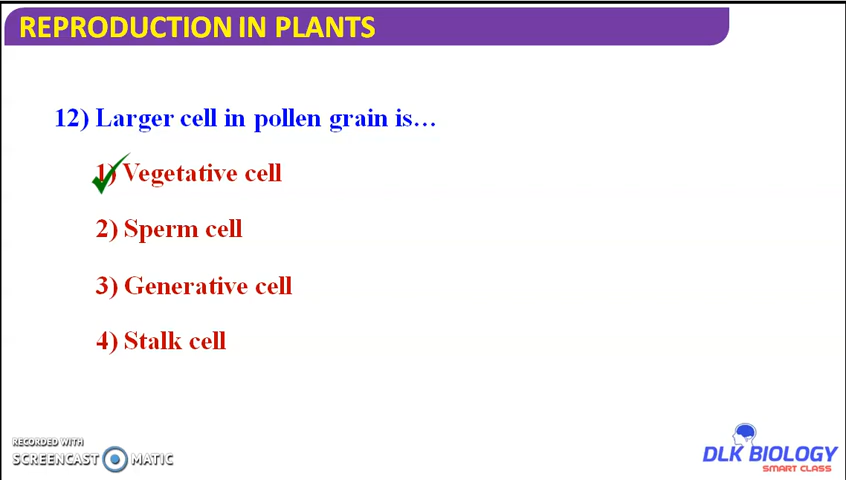 REPRODUCTION IN PLANTS
12) Larger cell in pollen grain is...
1) Vegetative cell
2) Sperm cell
3) Generative cell
4) Stalk cell
RECORDED WITH
SCREENCAST MATIC
DLK BIOLOGY
SMART CLASS